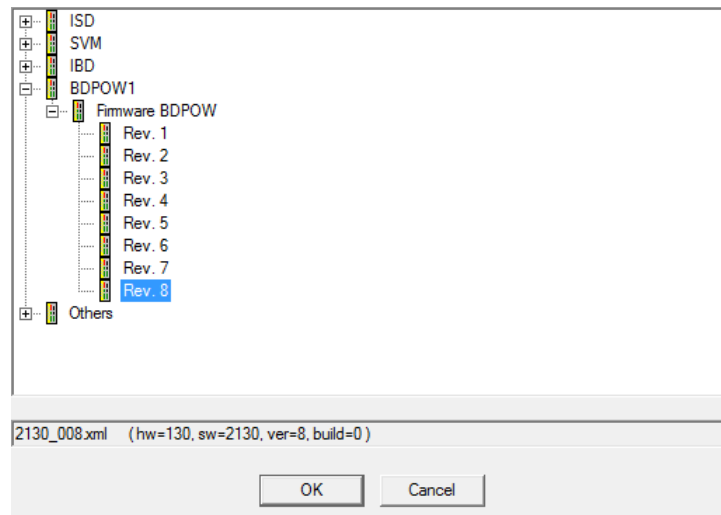 ISD
SVM
IBD
BDPOW1
Firmware BDPOW
Rev. 1
Rev. 2
Rev. 3
Rev. 4
Rev. 5
Rev. 6
Rev. 7
Rev. 8
Others
2130_008.xml (hw=130, sw=2130, ver=8, build=0 )
OK Cancel